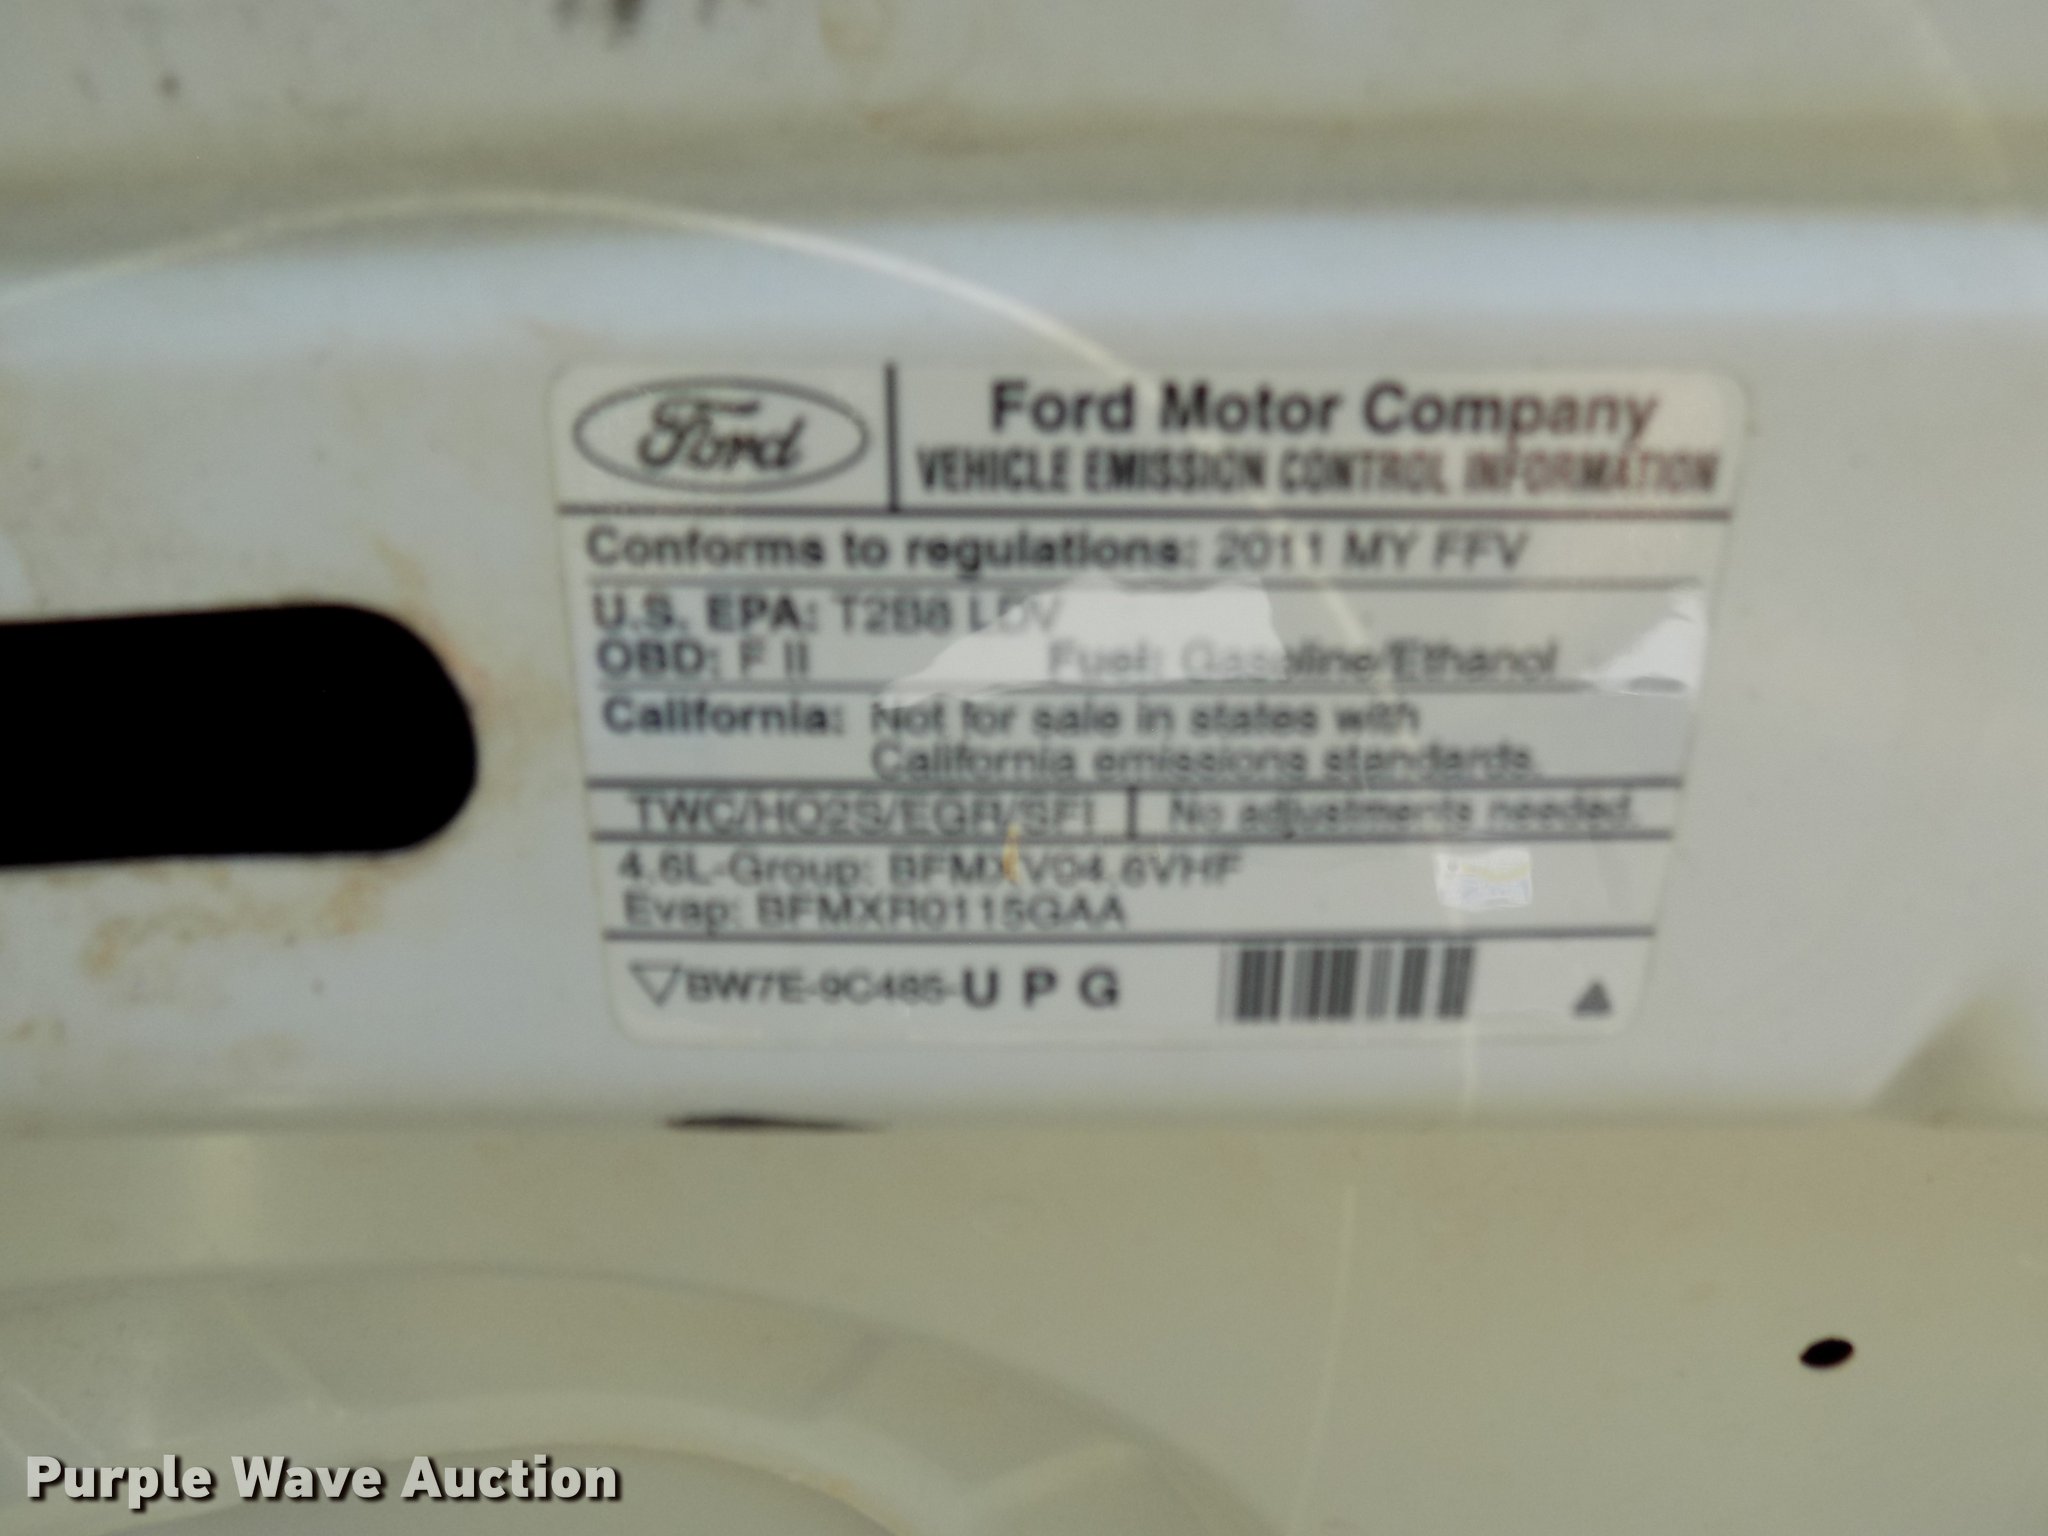 Ford
Ford Motor Company
VEHICLE EMISSION CONTROL INFORMATION
Conforms to regulations: 2011 MY FFV
U.S. EPA: T2B8 LDV
OBD: F II Fuel: Gasoline/Ethanol
California: Not for sale in states with
California emissions standards.
TWC/HO2S/EGR/SFI No adjustments needed.
4.6L-Group: BFMXV04.6VHF
Evap: BFMXR0115GAA
BW7E-9C485-U P G
Purple Wave Auction